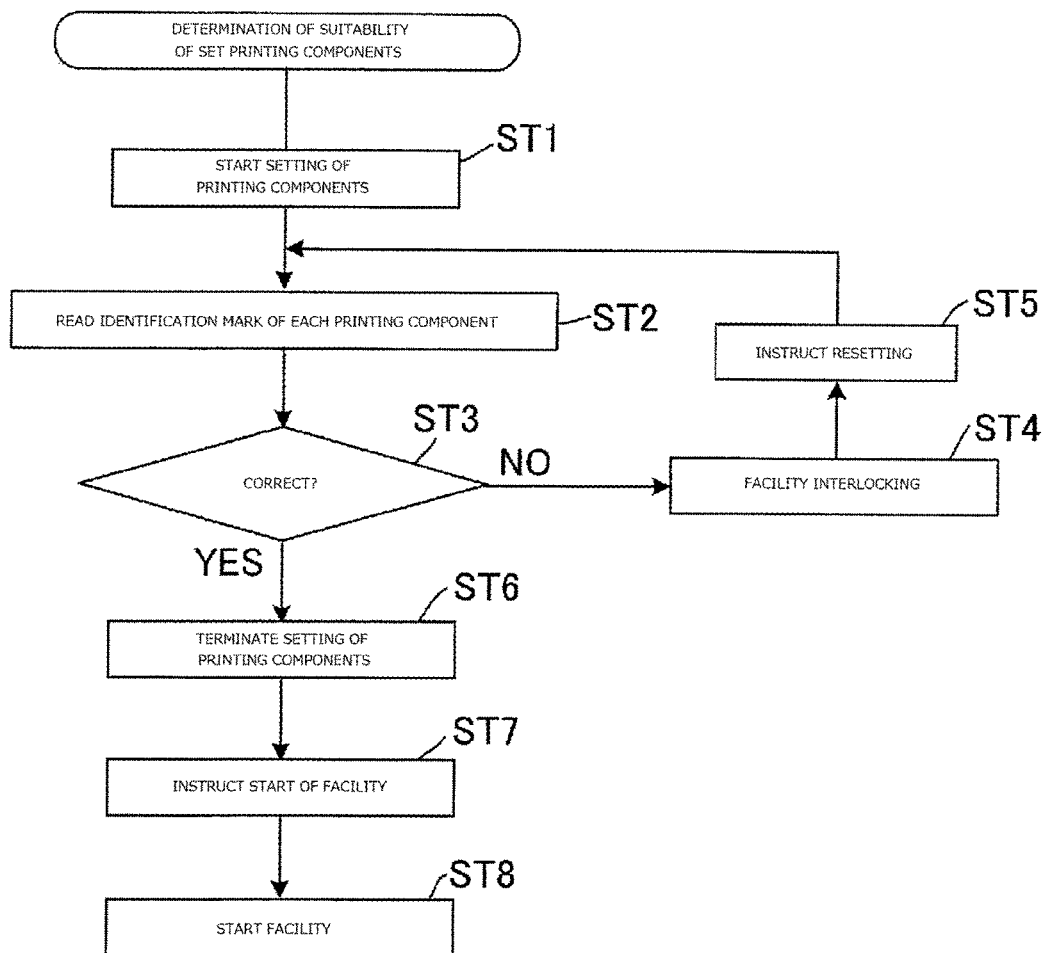 DETERMINATION OF SUITABILITY
OF SET PRINTING COMPONENTS
ST1
START SETTING OF
PRINTING COMPONENTS
READ IDENTIFICATION MARK OF EACH PRINTING COMPONENT
ST2
ST5
INSTRUCT RESETTING
ST3
CORRECT?
NO
ST4
FACILITY INTERLOCKING
YES
ST6
TERMINATE SETTING OF
PRINTING COMPONENTS
ST7
INSTRUCT START OF FACILITY
ST8
START FACILITY